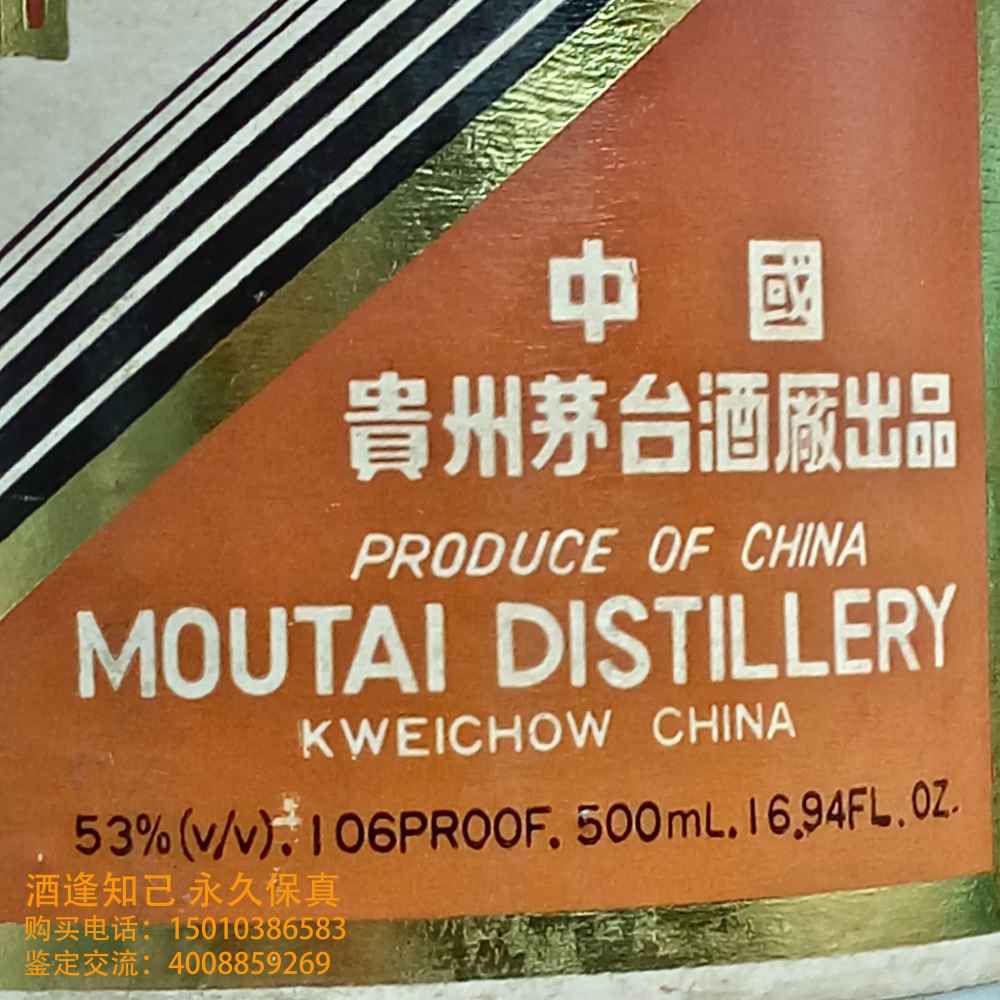 中國
貴州茅台酒厰出品
PRODUCE OF CHINA
MOUTAI DISTILLERY
KWEICHOW CHINA
53%(v/v). 106PROOF. 500mL. 16.94FL. OZ.
酒逢知己 永久保真
购买电话：15010386583
鉴定交流：4008859269